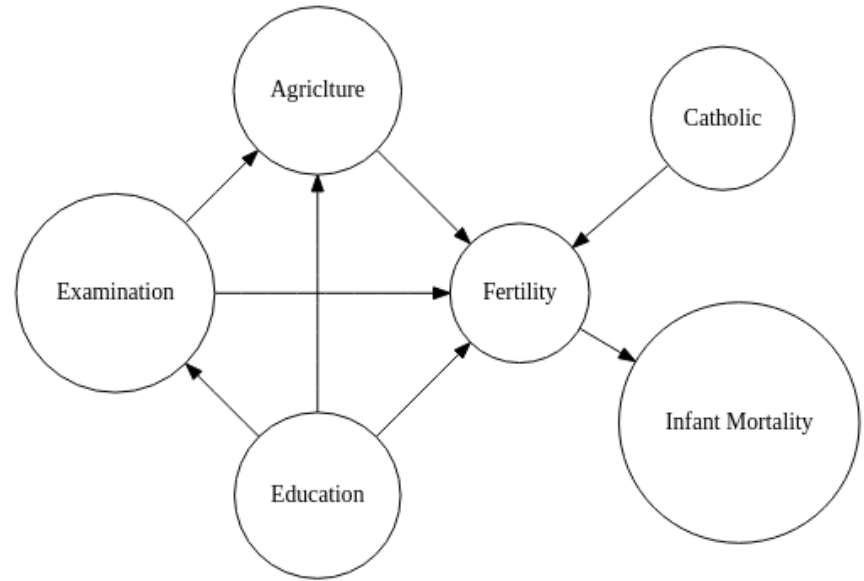 Agriclture
Catholic
Examination
Fertility
Infant Mortality
Education